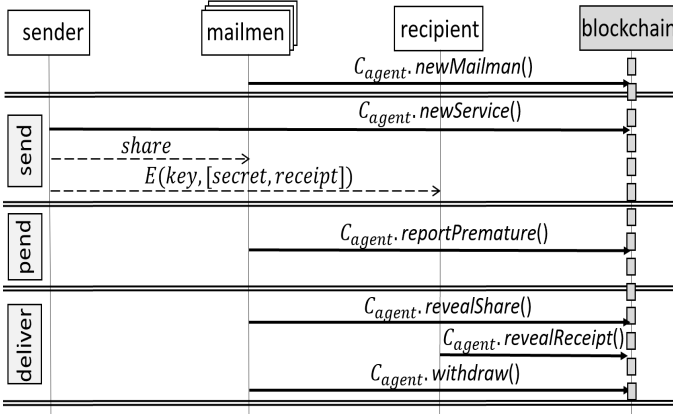 sender
mailmen
recipient
blockchain
C_agent.newMailman()
send
C_agent.newService()
share
E(key,[secret,receipt])
pend
C_agent.reportPremature()
deliver
C_agent.revealShare()
C_agent.revealReceipt()
C_agent.withdraw()